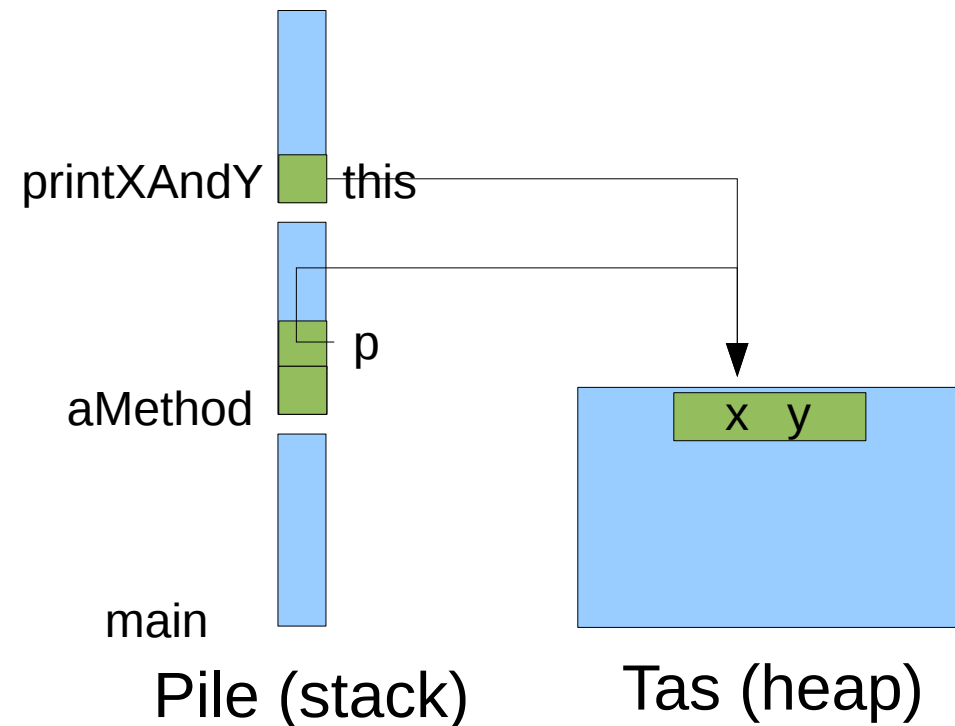 printXAndY this
p
aMethod
x y
main
Pile (stack)
Tas (heap)